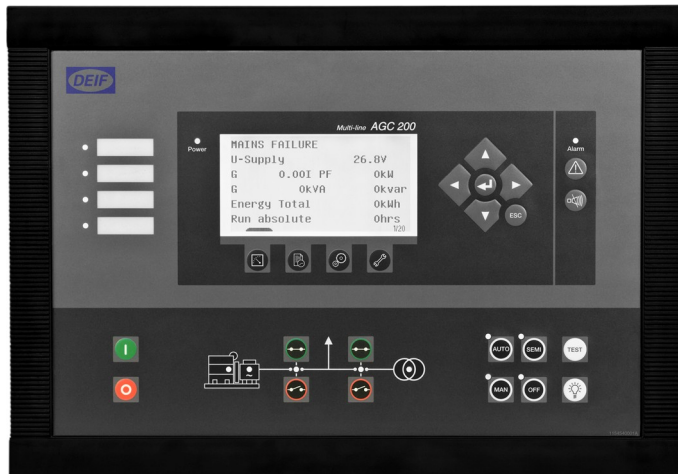 DEIF
Multi-line AGC 200
Power
MAINS FAILURE
U-Supply 26.8V
G 0.00I PF 0kW
G 0kVA 0kvar
Energy Total 0kWh
Run absolute 0hrs
1/20
Alarm
ESC
AUTO
SEMI
TEST
MAN
OFF